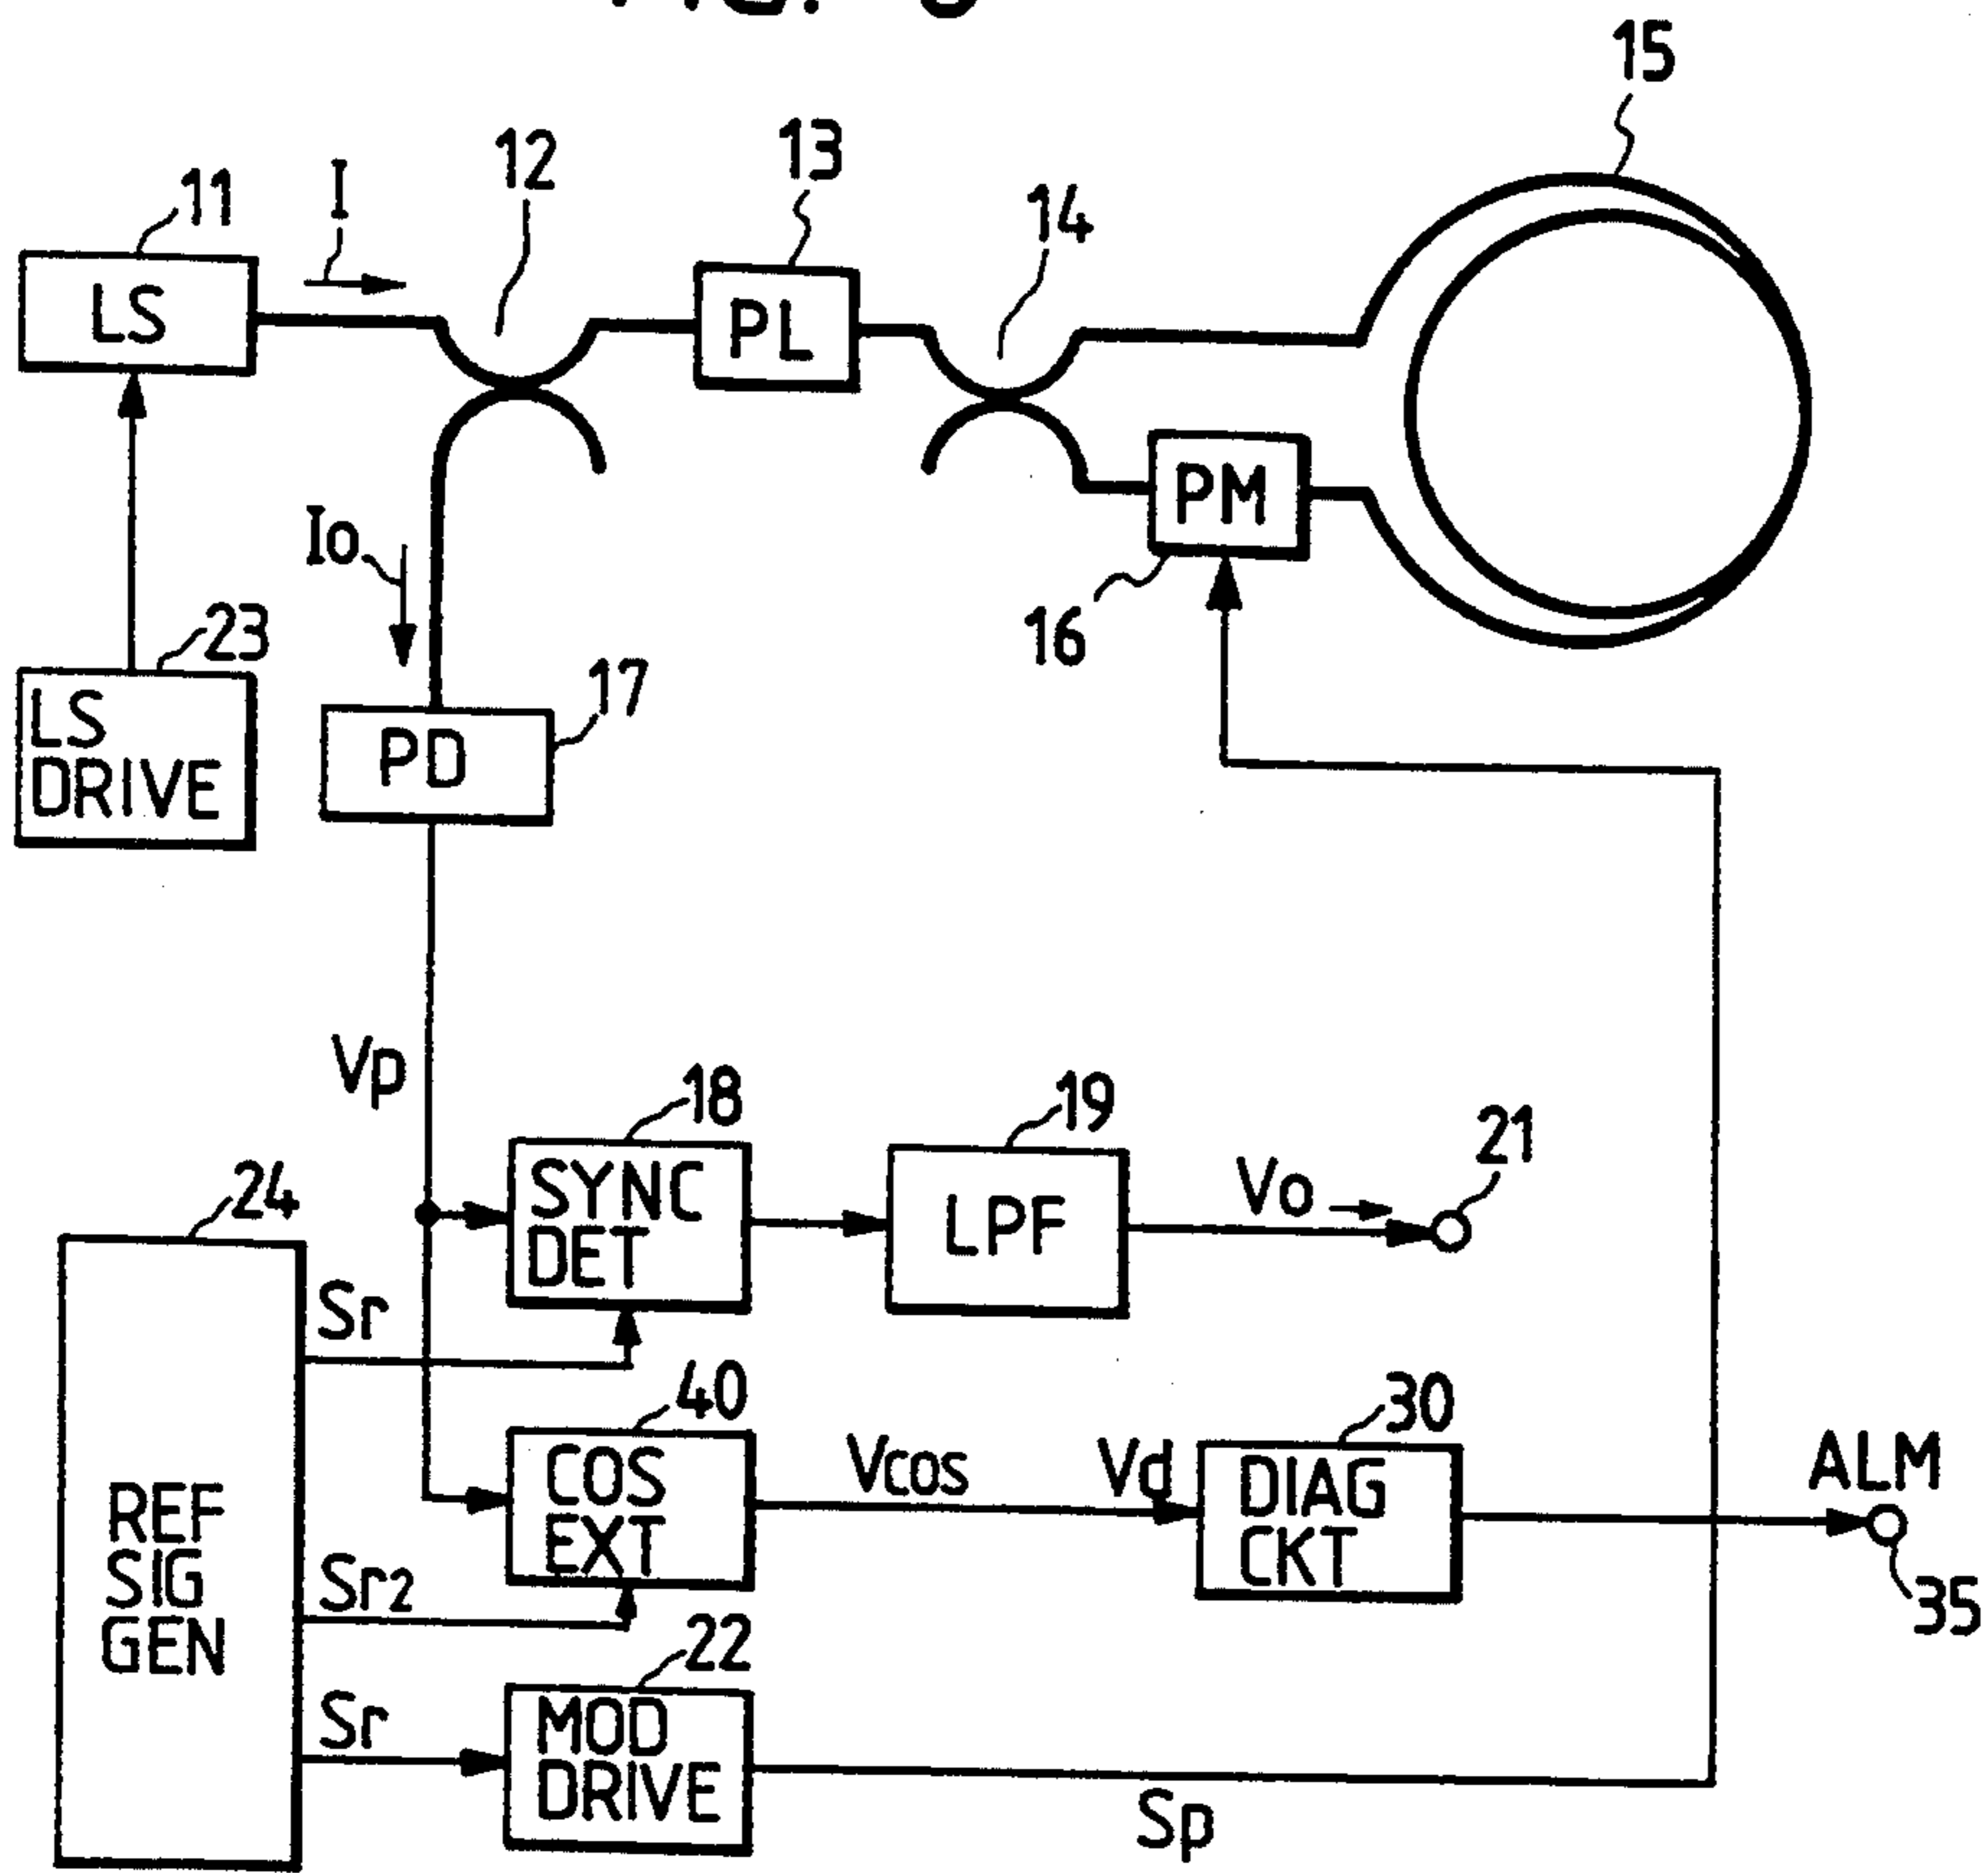 15
13
12
I
11
14
LS
PL
PM
Io
16
23
17
LS
DRIVE
PD
Vp
18
19
21
24
SYNC
DET
LPF
Vo
Sr
40
30
COS
EXT
Vcos
Vd
DIAG
CKT
ALM
REF
SIG
GEN
35
Sr2
22
Sr
MOD
DRIVE
Sp